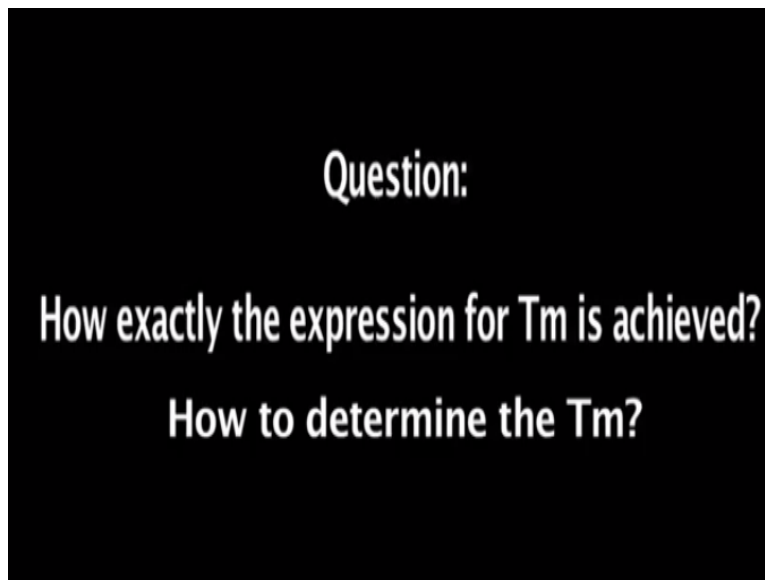 Question:
How exactly the expression for Tm is achieved?
How to determine the Tm?